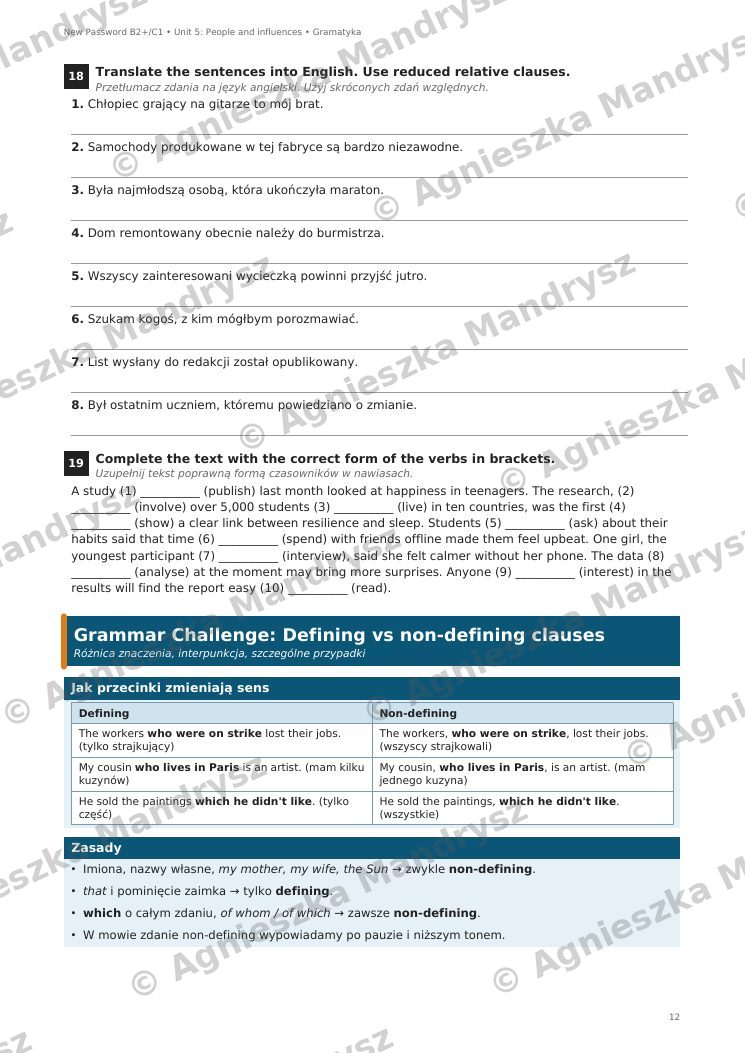 New Password B2+/C1 • Unit 5: People and influences • Gramatyka
18 Translate the sentences into English. Use reduced relative clauses.
Przetłumacz zdania na język angielski. Użyj skróconych zdań względnych.
1. Chłopiec grający na gitarze to mój brat.
2. Samochody produkowane w tej fabryce są bardzo niezawodne.
3. Była najmłodszą osobą, która ukończyła maraton.
4. Dom remontowany obecnie należy do burmistrza.
5. Wszyscy zainteresowani wycieczką powinni przyjść jutro.
6. Szukam kogoś, z kim mógłbym porozmawiać.
7. List wysłany do redakcji został opublikowany.
8. Był ostatnim uczniem, któremu powiedziano o zmianie.
19 Complete the text with the correct form of the verbs in brackets.
Uzupełnij tekst poprawną formą czasowników w nawiasach.
A study (1) __________ (publish) last month looked at happiness in teenagers. The research, (2)
__________ (involve) over 5,000 students (3) __________ (live) in ten countries, was the first (4)
__________ (show) a clear link between resilience and sleep. Students (5) __________ (ask) about their
habits said that time (6) __________ (spend) with friends offline made them feel upbeat. One girl, the
youngest participant (7) __________ (interview), said she felt calmer without her phone. The data (8)
__________ (analyse) at the moment may bring more surprises. Anyone (9) __________ (interest) in the
results will find the report easy (10) __________ (read).
Grammar Challenge: Defining vs non-defining clauses
Różnica znaczenia, interpunkcja, szczególne przypadki
Jak przecinki zmieniają sens
Defining Non-defining
The workers who were on strike lost their jobs. (tylko strajkujący)
The workers, who were on strike, lost their jobs. (wszyscy strajkowali)
My cousin who lives in Paris is an artist. (mam kilku kuzynów)
My cousin, who lives in Paris, is an artist. (mam jednego kuzyna)
He sold the paintings which he didn't like. (tylko część)
He sold the paintings, which he didn't like. (wszystkie)
Zasady
• Imiona, nazwy własne, my mother, my wife, the Sun → zwykle non-defining.
• that i pominięcie zaimka → tylko defining.
• which o całym zdaniu, of whom / of which → zawsze non-defining.
• W mowie zdanie non-defining wypowiadamy po pauzie i niższym tonem.
12
© Agnieszka Mandrysz